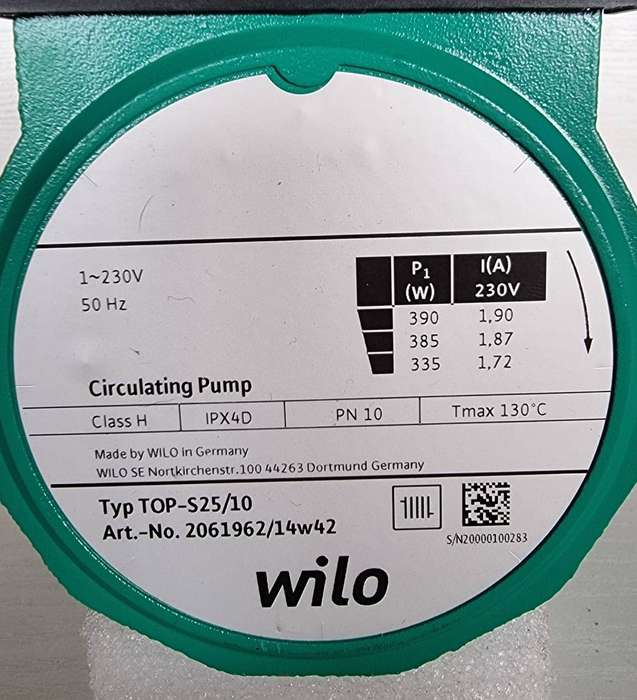 1~230V
50 Hz
P1 (W) I(A) 230V
390 1,90
385 1,87
335 1,72
Circulating Pump
Class H IPX4D PN 10 Tmax 130°C
Made by WILO in Germany
WILO SE Nortkirchenstr.100 44263 Dortmund Germany
Typ TOP-S25/10
Art.-No. 2061962/14w42
S/N20000100283
wilo